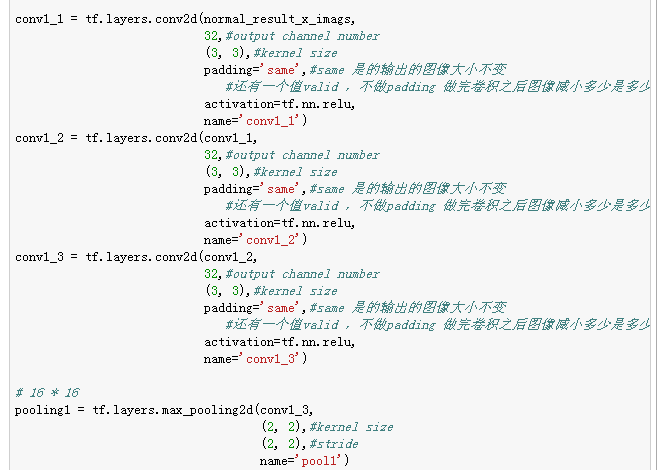 conv1_1 = tf.layers.conv2d(normal_result_x_imags,
32,#output channel number
(3, 3),#kernel size
padding='same',#same 是的输出的图像大小不变
#还有一个值valid ，不做padding 做完卷积之后图像减小多少是多少
activation=tf.nn.relu,
name='conv1_1')
conv1_2 = tf.layers.conv2d(conv1_1,
32,#output channel number
(3, 3),#kernel size
padding='same',#same 是的输出的图像大小不变
#还有一个值valid ，不做padding 做完卷积之后图像减小多少是多少
activation=tf.nn.relu,
name='conv1_2')
conv1_3 = tf.layers.conv2d(conv1_2,
32,#output channel number
(3, 3),#kernel size
padding='same',#same 是的输出的图像大小不变
#还有一个值valid ，不做padding 做完卷积之后图像减小多少是多少
activation=tf.nn.relu,
name='conv1_3')
# 16 * 16
pooling1 = tf.layers.max_pooling2d(conv1_3,
(2, 2),#kernel size
(2, 2),#stride
name='pool1')